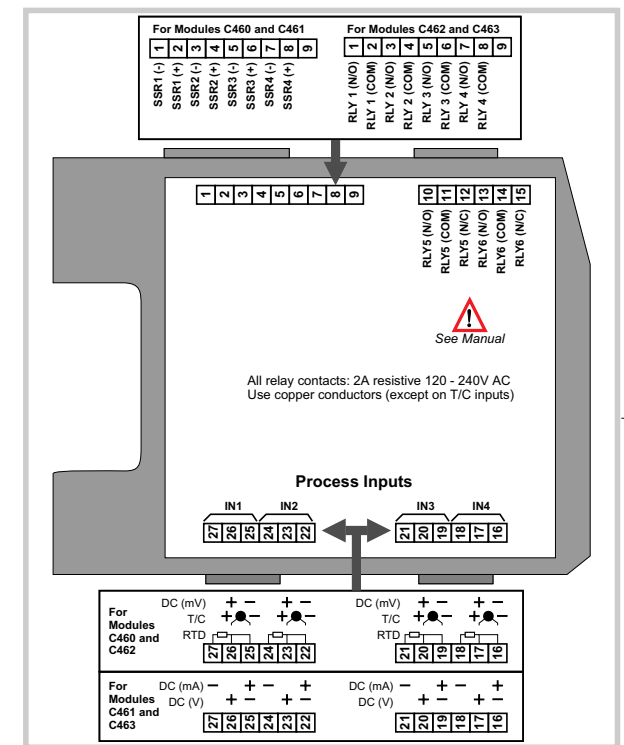 For Modules C460 and C461
1 2 3 4 5 6 7 8 9
SSR1 (-)
SSR1 (+)
SSR2 (-)
SSR2 (+)
SSR3 (-)
SSR3 (+)
SSR4 (-)
SSR4 (+)
For Modules C462 and C463
1 2 3 4 5 6 7 8 9
RLY 1 (N/O)
RLY 1 (COM)
RLY 2 (N/O)
RLY 2 (COM)
RLY 3 (N/O)
RLY 3 (COM)
RLY 4 (N/O)
RLY 4 (COM)
1 2 3 4 5 6 7 8 9
10 11 12 13 14 15
RLY5 (N/O)
RLY5 (COM)
RLY5 (N/C)
RLY6 (N/O)
RLY6 (COM)
RLY6 (N/C)
!
See Manual
All relay contacts: 2A resistive 120 - 240V AC
Use copper conductors (except on T/C inputs)
Process Inputs
IN1 IN2 IN3 IN4
27 26 25 24 23 22 21 20 19 18 17 16
For
Modules
C460 and
C462
DC (mV) + − + −
T/C + − + −
RTD
27 26 25 24 23 22
DC (mV) + − + −
T/C + − + −
RTD
21 20 19 18 17 16
For
Modules
C461 and
C463
DC (mA) − + − +
DC (V) + − + −
27 26 25 24 23 22
DC (mA) − + − +
DC (V) + − + −
21 20 19 18 17 16